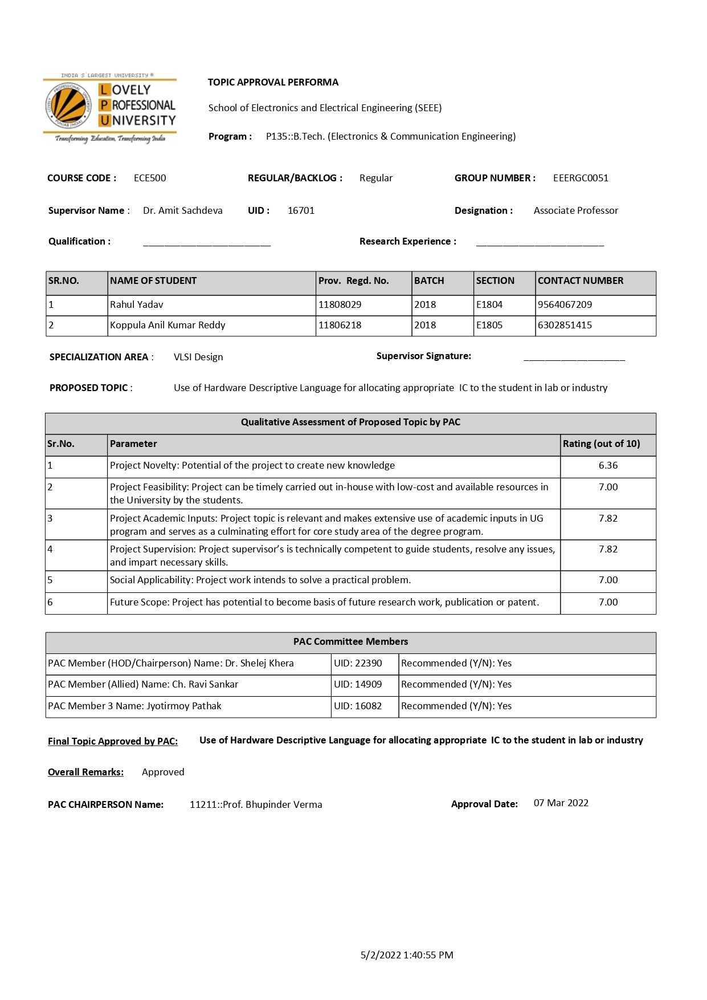 INDIA S'LARGEST UNIVERSITY *
LOVELY
PROFESSIONAL
UNIVERSITY
Transforming Education, Transforming India
TOPIC APPROVAL PERFORMA
School of Electronics and Electrical Engineering (SEEE)
Program : P135::B.Tech. (Electronics & Communication Engineering)
COURSE CODE : ECE500 REGULAR/BACKLOG : Regular GROUP NUMBER : EEERGC0051
Supervisor Name : Dr. Amit Sachdeva UID : 16701 Designation : Associate Professor
Qualification : ________________________ Research Experience : ________________________
SR.NO. NAME OF STUDENT Prov. Regd. No. BATCH SECTION CONTACT NUMBER
1 Rahul Yadav 11808029 2018 E1804 9564067209
2 Koppula Anil Kumar Reddy 11806218 2018 E1805 6302851415
SPECIALIZATION AREA : VLSI Design Supervisor Signature: ___________________
PROPOSED TOPIC : Use of Hardware Descriptive Language for allocating appropriate IC to the student in lab or industry
Qualitative Assessment of Proposed Topic by PAC
Sr.No. Parameter Rating (out of 10)
1 Project Novelty: Potential of the project to create new knowledge 6.36
2 Project Feasibility: Project can be timely carried out in-house with low-cost and available resources in 7.00
the University by the students.
3 Project Academic Inputs: Project topic is relevant and makes extensive use of academic inputs in UG 7.82
program and serves as a culminating effort for core study area of the degree program.
4 Project Supervision: Project supervisor’s is technically competent to guide students, resolve any issues, 7.82
and impart necessary skills.
5 Social Applicability: Project work intends to solve a practical problem. 7.00
6 Future Scope: Project has potential to become basis of future research work, publication or patent. 7.00
PAC Committee Members
PAC Member (HOD/Chairperson) Name: Dr. Shelej Khera UID: 22390 Recommended (Y/N): Yes
PAC Member (Allied) Name: Ch. Ravi Sankar UID: 14909 Recommended (Y/N): Yes
PAC Member 3 Name: Jyotirmoy Pathak UID: 16082 Recommended (Y/N): Yes
Final Topic Approved by PAC: Use of Hardware Descriptive Language for allocating appropriate IC to the student in lab or industry
Overall Remarks: Approved
PAC CHAIRPERSON Name: 11211::Prof. Bhupinder Verma Approval Date: 07 Mar 2022
5/2/2022 1:40:55 PM